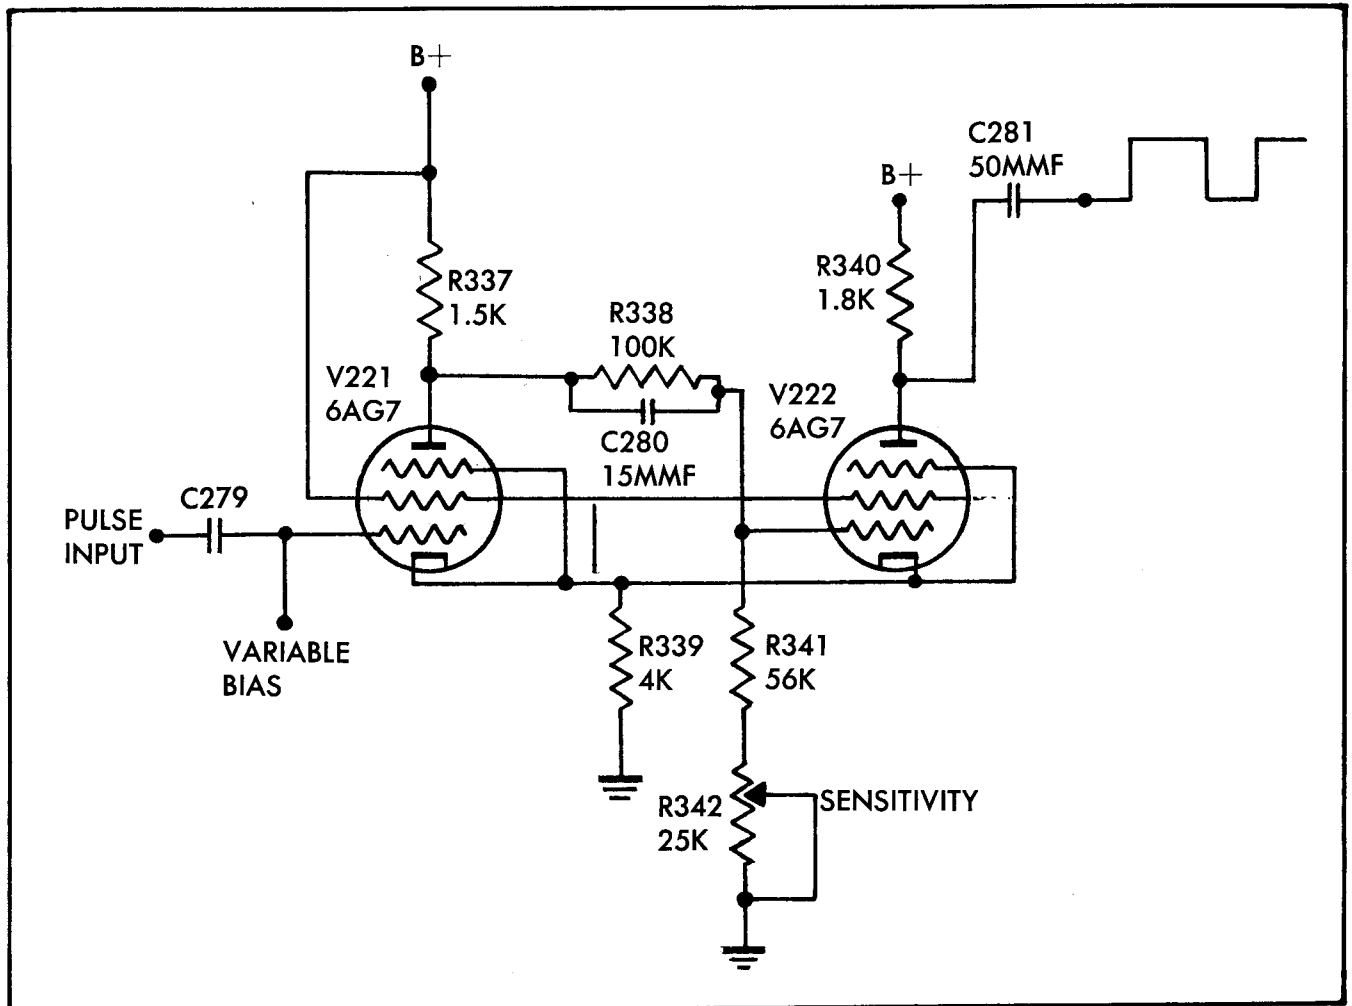 B+
C281
50MMF
B+
R337
1.5K
R340
1.8K
R338
100K
V221
6AG7
V222
6AG7
C280
15MMF
C279
PULSE
INPUT
VARIABLE
BIAS
R339
4K
R341
56K
R342
25K
SENSITIVITY